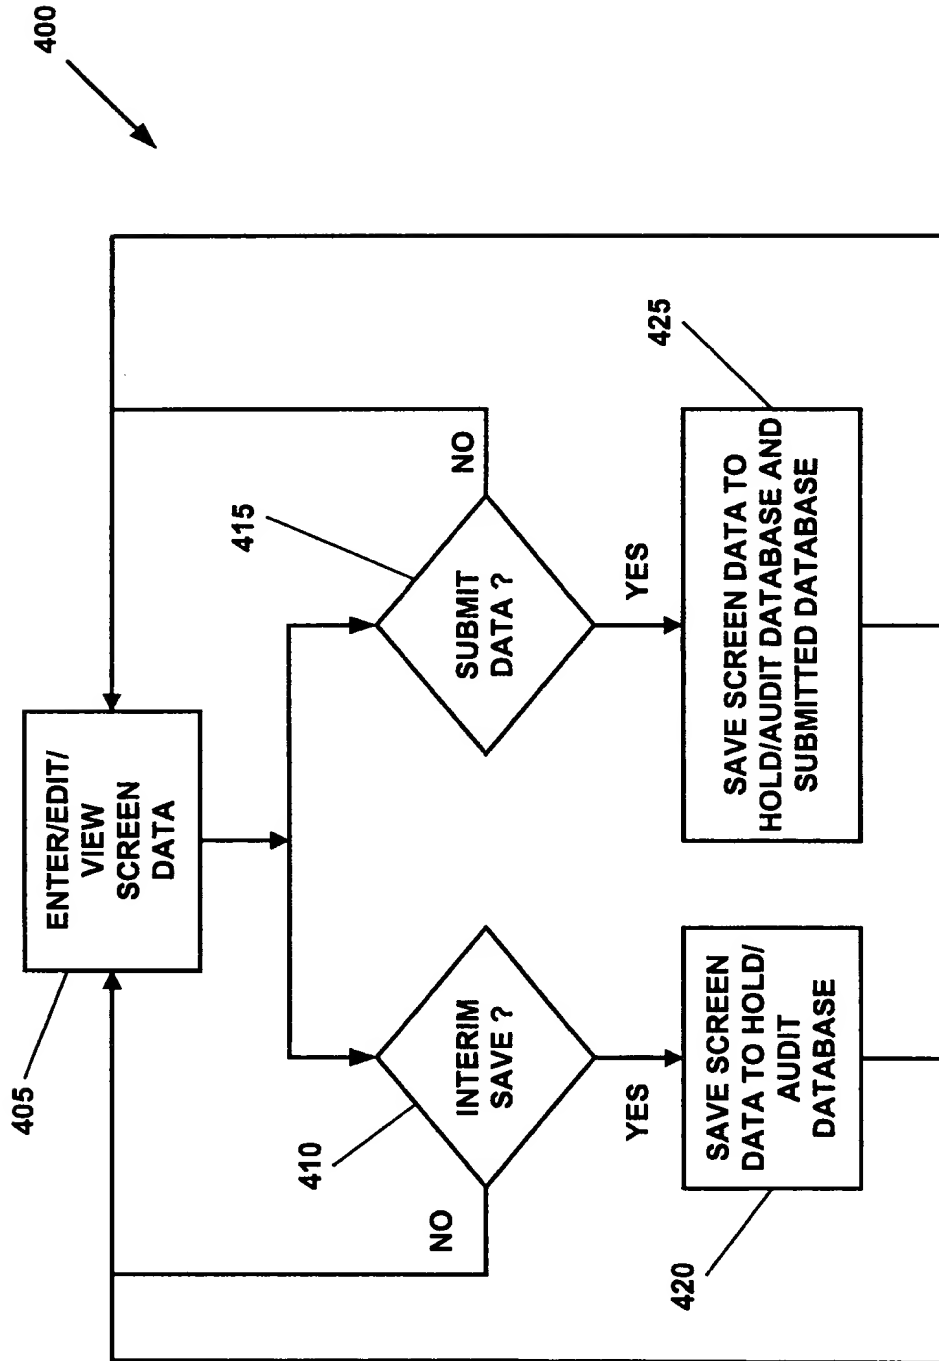 400
405
ENTER/EDIT/
VIEW
SCREEN
DATA
410
INTERIM
SAVE ?
NO
YES
415
SUBMIT
DATA ?
NO
YES
420
SAVE SCREEN
DATA TO HOLD/
AUDIT
DATABASE
425
SAVE SCREEN DATA TO
HOLD/AUDIT DATABASE AND
SUBMITTED DATABASE